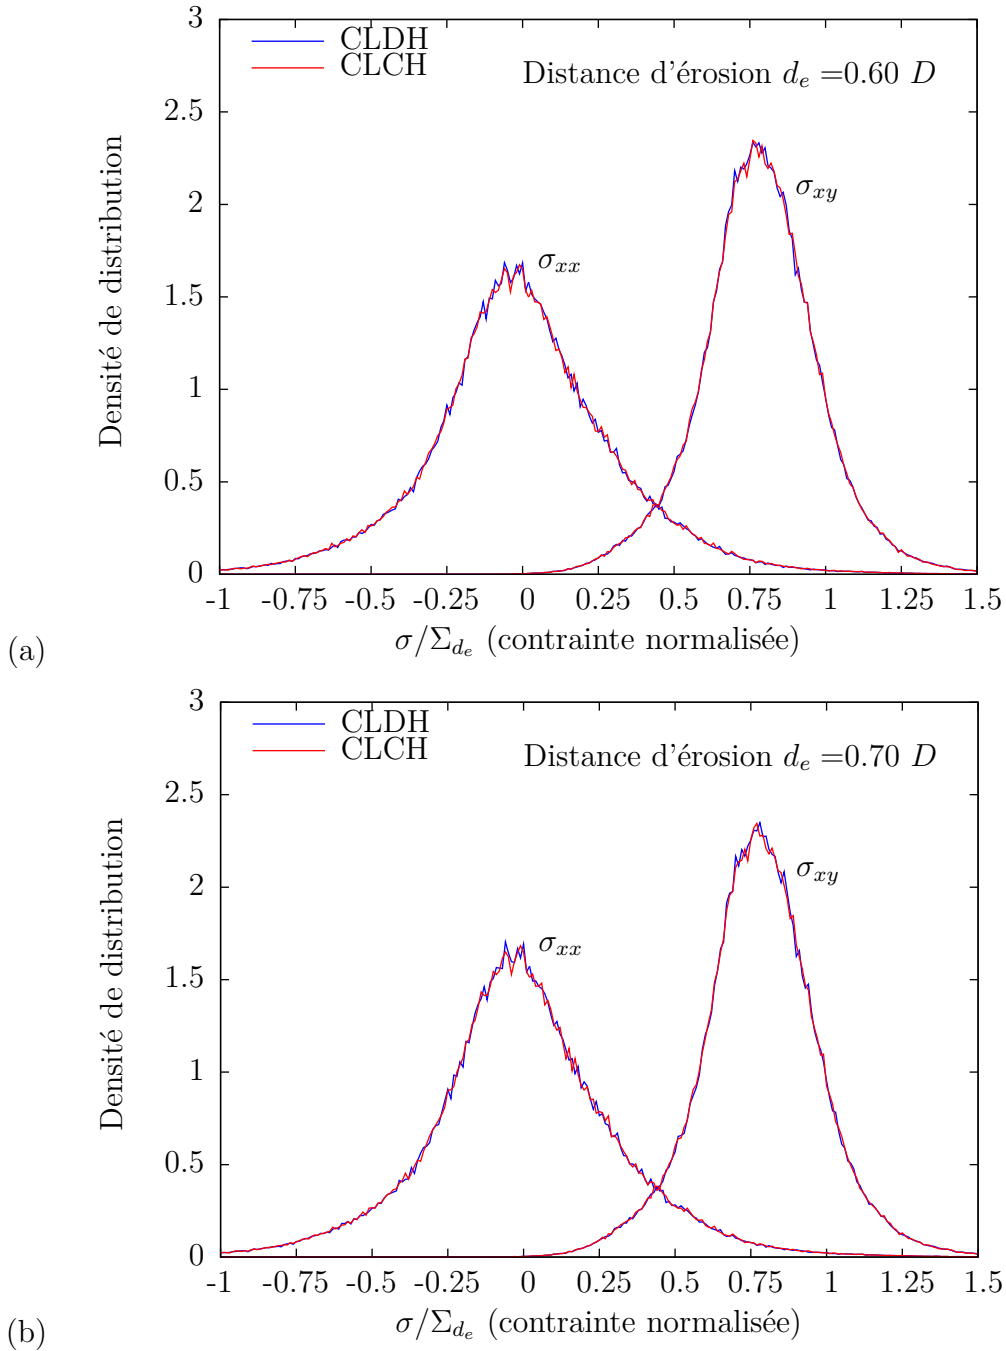 3
2.5
2
1.5
1
0.5
0
Densité de distribution
CLDH
CLCH
Distance d'érosion d_e =0.60 D
σ_xy
σ_xx
-1 -0.75 -0.5 -0.25 0 0.25 0.5 0.75 1 1.25 1.5
σ/Σ_{d_e} (contrainte normalisée)
(a)
3
2.5
2
1.5
1
0.5
0
Densité de distribution
CLDH
CLCH
Distance d'érosion d_e =0.70 D
σ_xy
σ_xx
-1 -0.75 -0.5 -0.25 0 0.25 0.5 0.75 1 1.25 1.5
σ/Σ_{d_e} (contrainte normalisée)
(b)